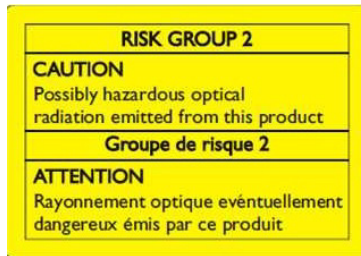 RISK GROUP 2
CAUTION
Possibly hazardous optical
radiation emitted from this product
Groupe de risque 2
ATTENTION
Rayonnement optique evéntuellement
dangereux émis par ce produit